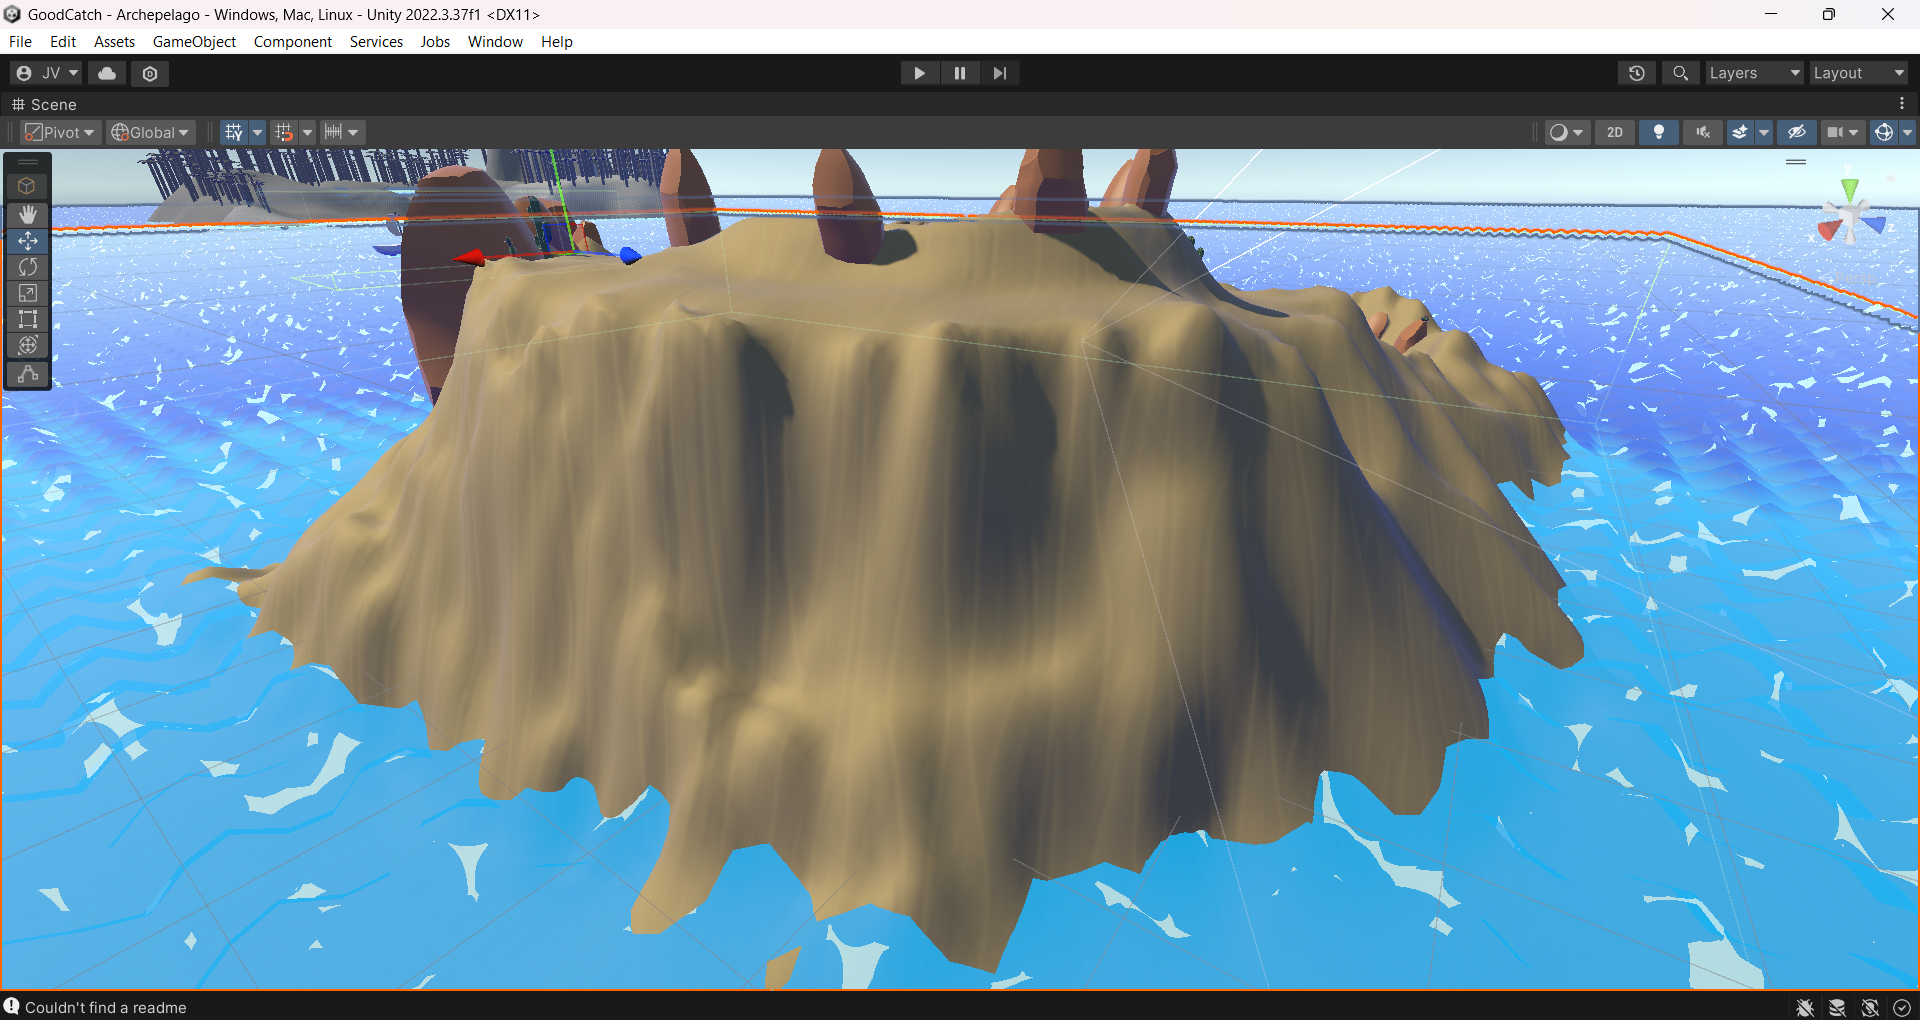 GoodCatch - Archepelago - Windows, Mac, Linux - Unity 2022.3.37f1 <DX11>
File Edit Assets GameObject Component Services Jobs Window Help
JV Layers Layout
Scene
Pivot Global 2D
x z
Persp
Couldn't find a readme